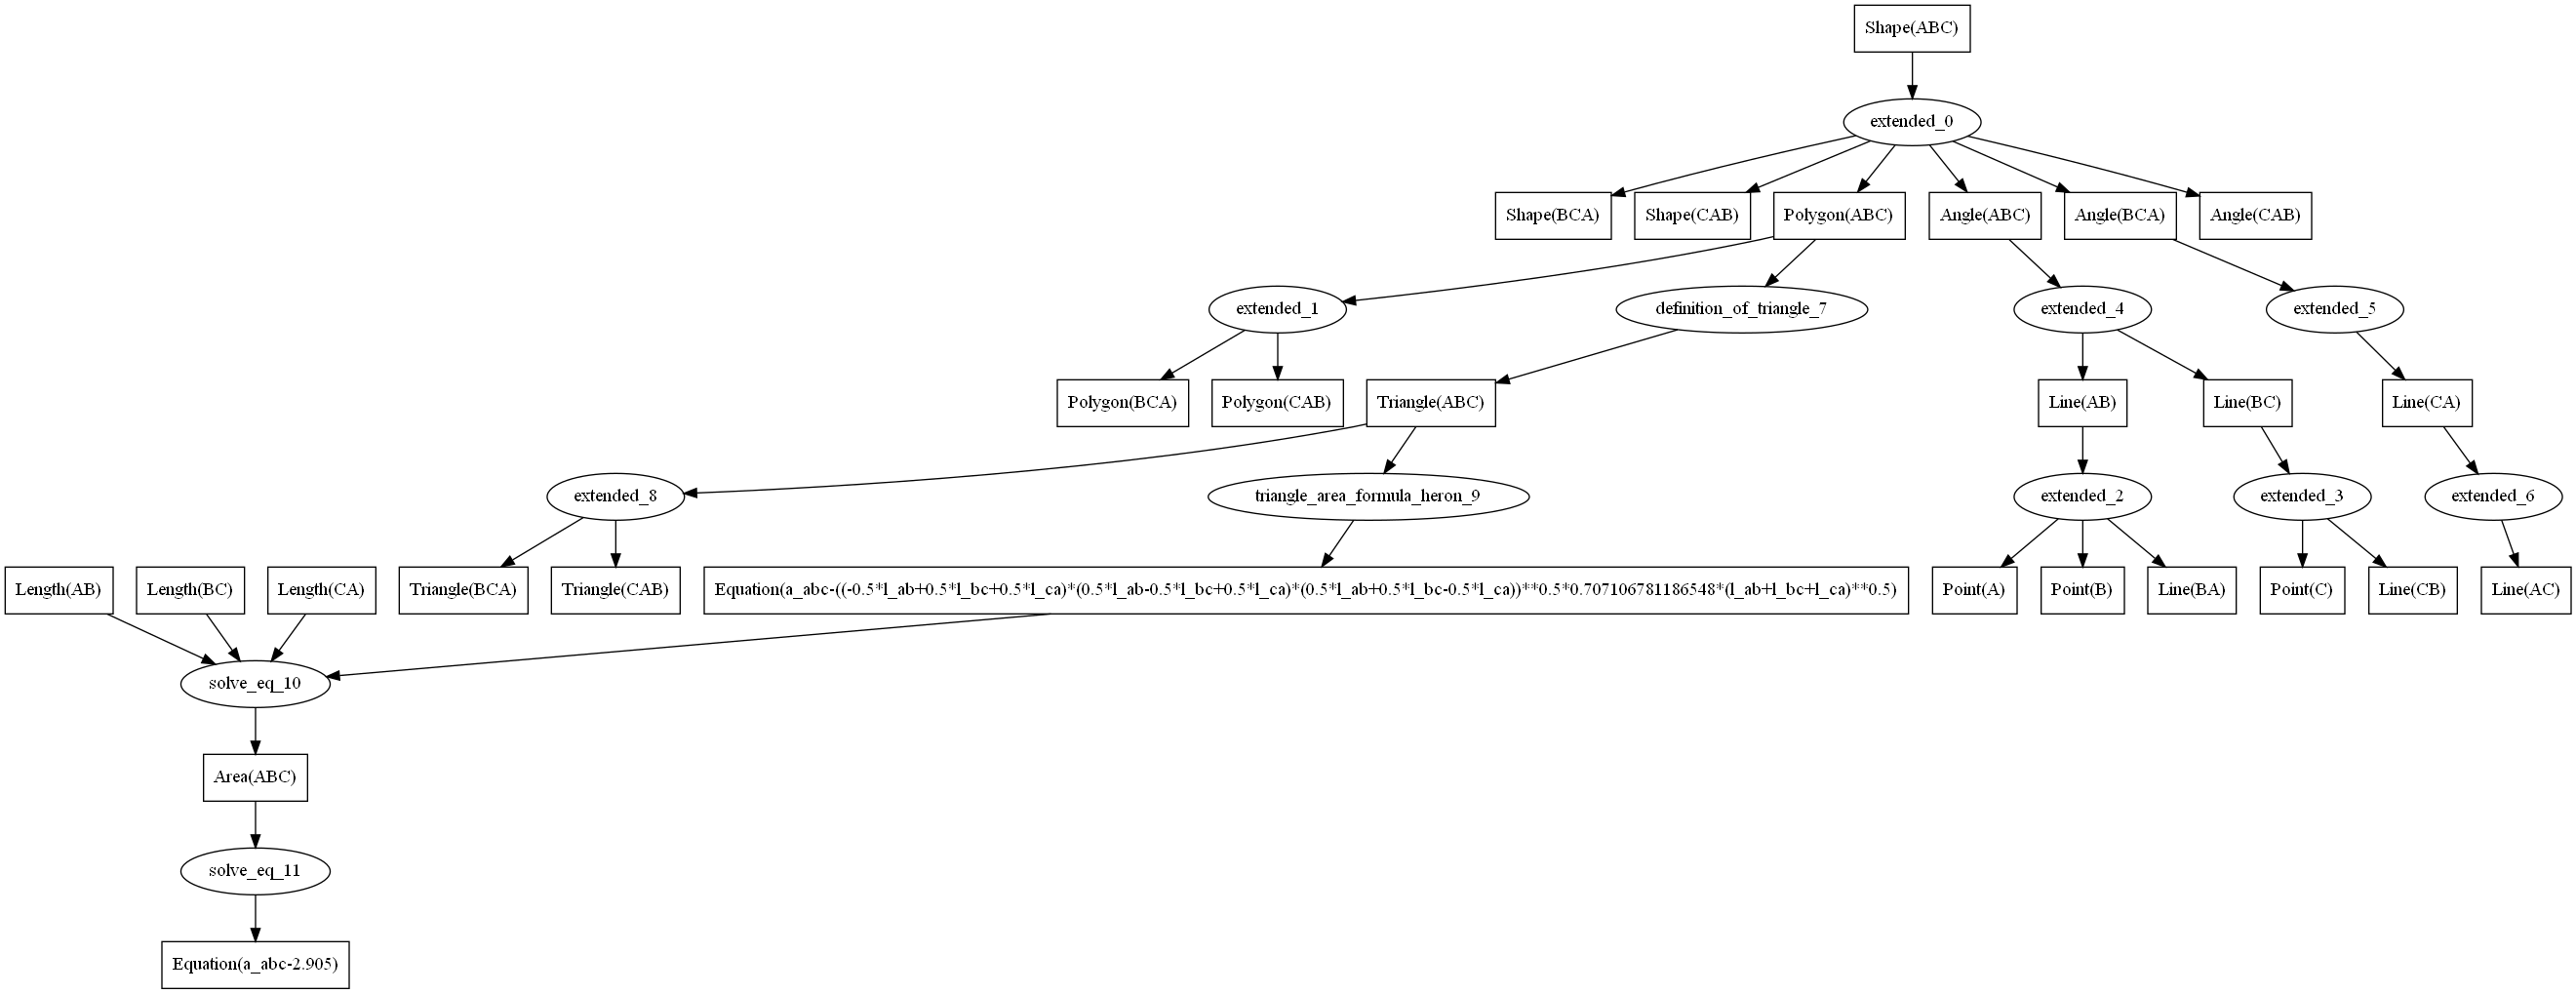 Shape(ABC)
extended_0
Shape(BCA)
Shape(CAB)
Polygon(ABC)
Angle(ABC)
Angle(BCA)
Angle(CAB)
extended_1
definition_of_triangle_7
extended_4
extended_5
Polygon(BCA)
Polygon(CAB)
Triangle(ABC)
Line(AB)
Line(BC)
Line(CA)
extended_8
triangle_area_formula_heron_9
extended_2
extended_3
extended_6
Length(AB)
Length(BC)
Length(CA)
Triangle(BCA)
Triangle(CAB)
Equation(a_abc-((-0.5*l_ab+0.5*l_bc+0.5*l_ca)*(0.5*l_ab-0.5*l_bc+0.5*l_ca)*(0.5*l_ab+0.5*l_bc-0.5*l_ca))**0.5*0.707106781186548*(l_ab+l_bc+l_ca)**0.5)
Point(A)
Point(B)
Line(BA)
Point(C)
Line(CB)
Line(AC)
solve_eq_10
Area(ABC)
solve_eq_11
Equation(a_abc-2.905)